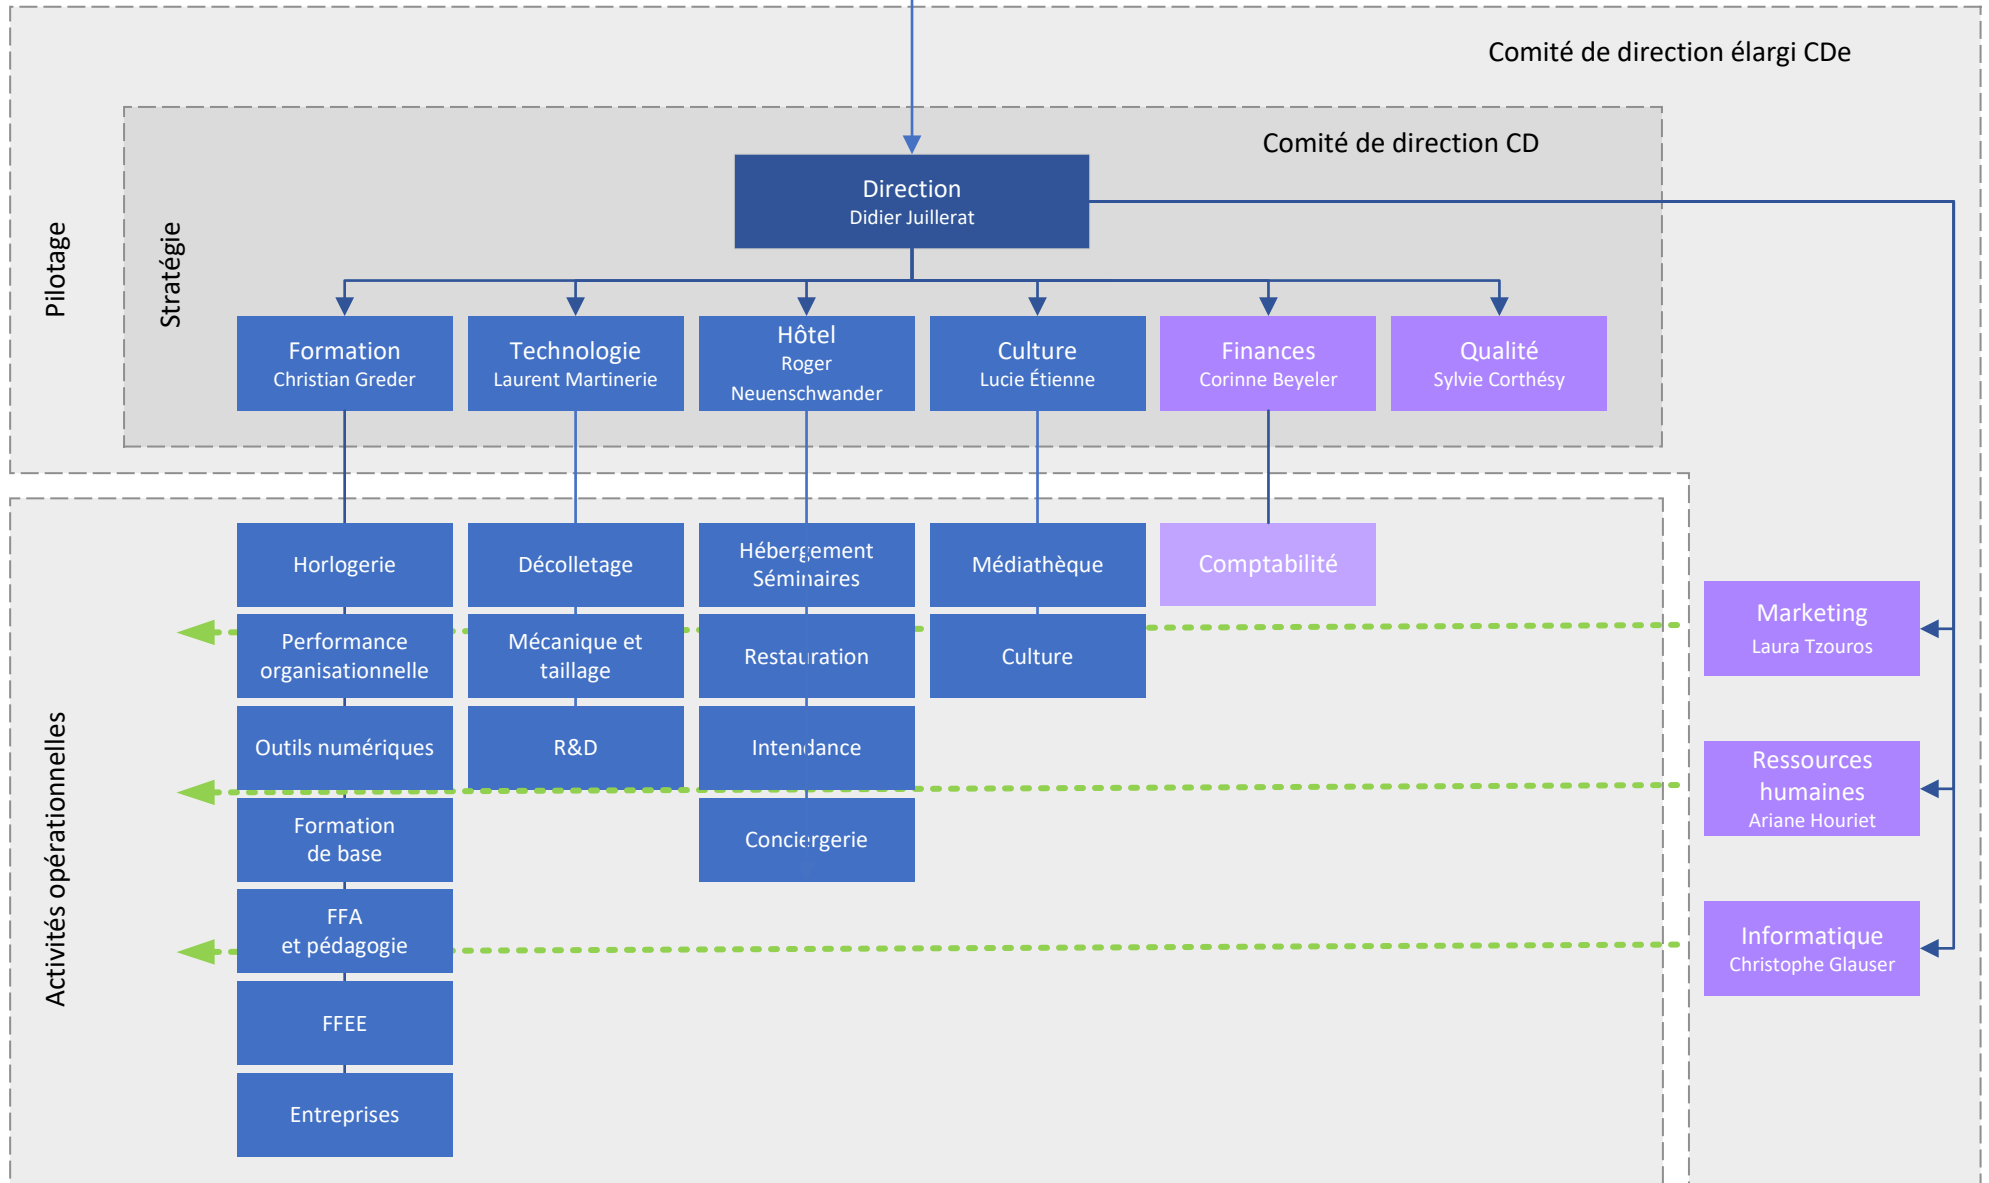 Comité de direction élargi CDe
Comité de direction CD
Pilotage
Stratégie
Direction
Didier Juillerat
Formation
Christian Greder
Technologie
Laurent Martinerie
Hôtel
Roger
Neuenschwander
Culture
Lucie Étienne
Finances
Corinne Beyeler
Qualité
Sylvie Corthésy
Activités opérationnelles
Horlogerie
Performance
organisationnelle
Outils numériques
Formation
de base
FFA
et pédagogie
FFEE
Entreprises
Décolletage
Mécanique et
taillage
R&D
Hébergement
Séminaires
Restauration
Intendance
Conciergerie
Médiathèque
Culture
Comptabilité
Marketing
Laura Tzouros
Ressources
humaines
Ariane Houriet
Informatique
Christophe Glauser